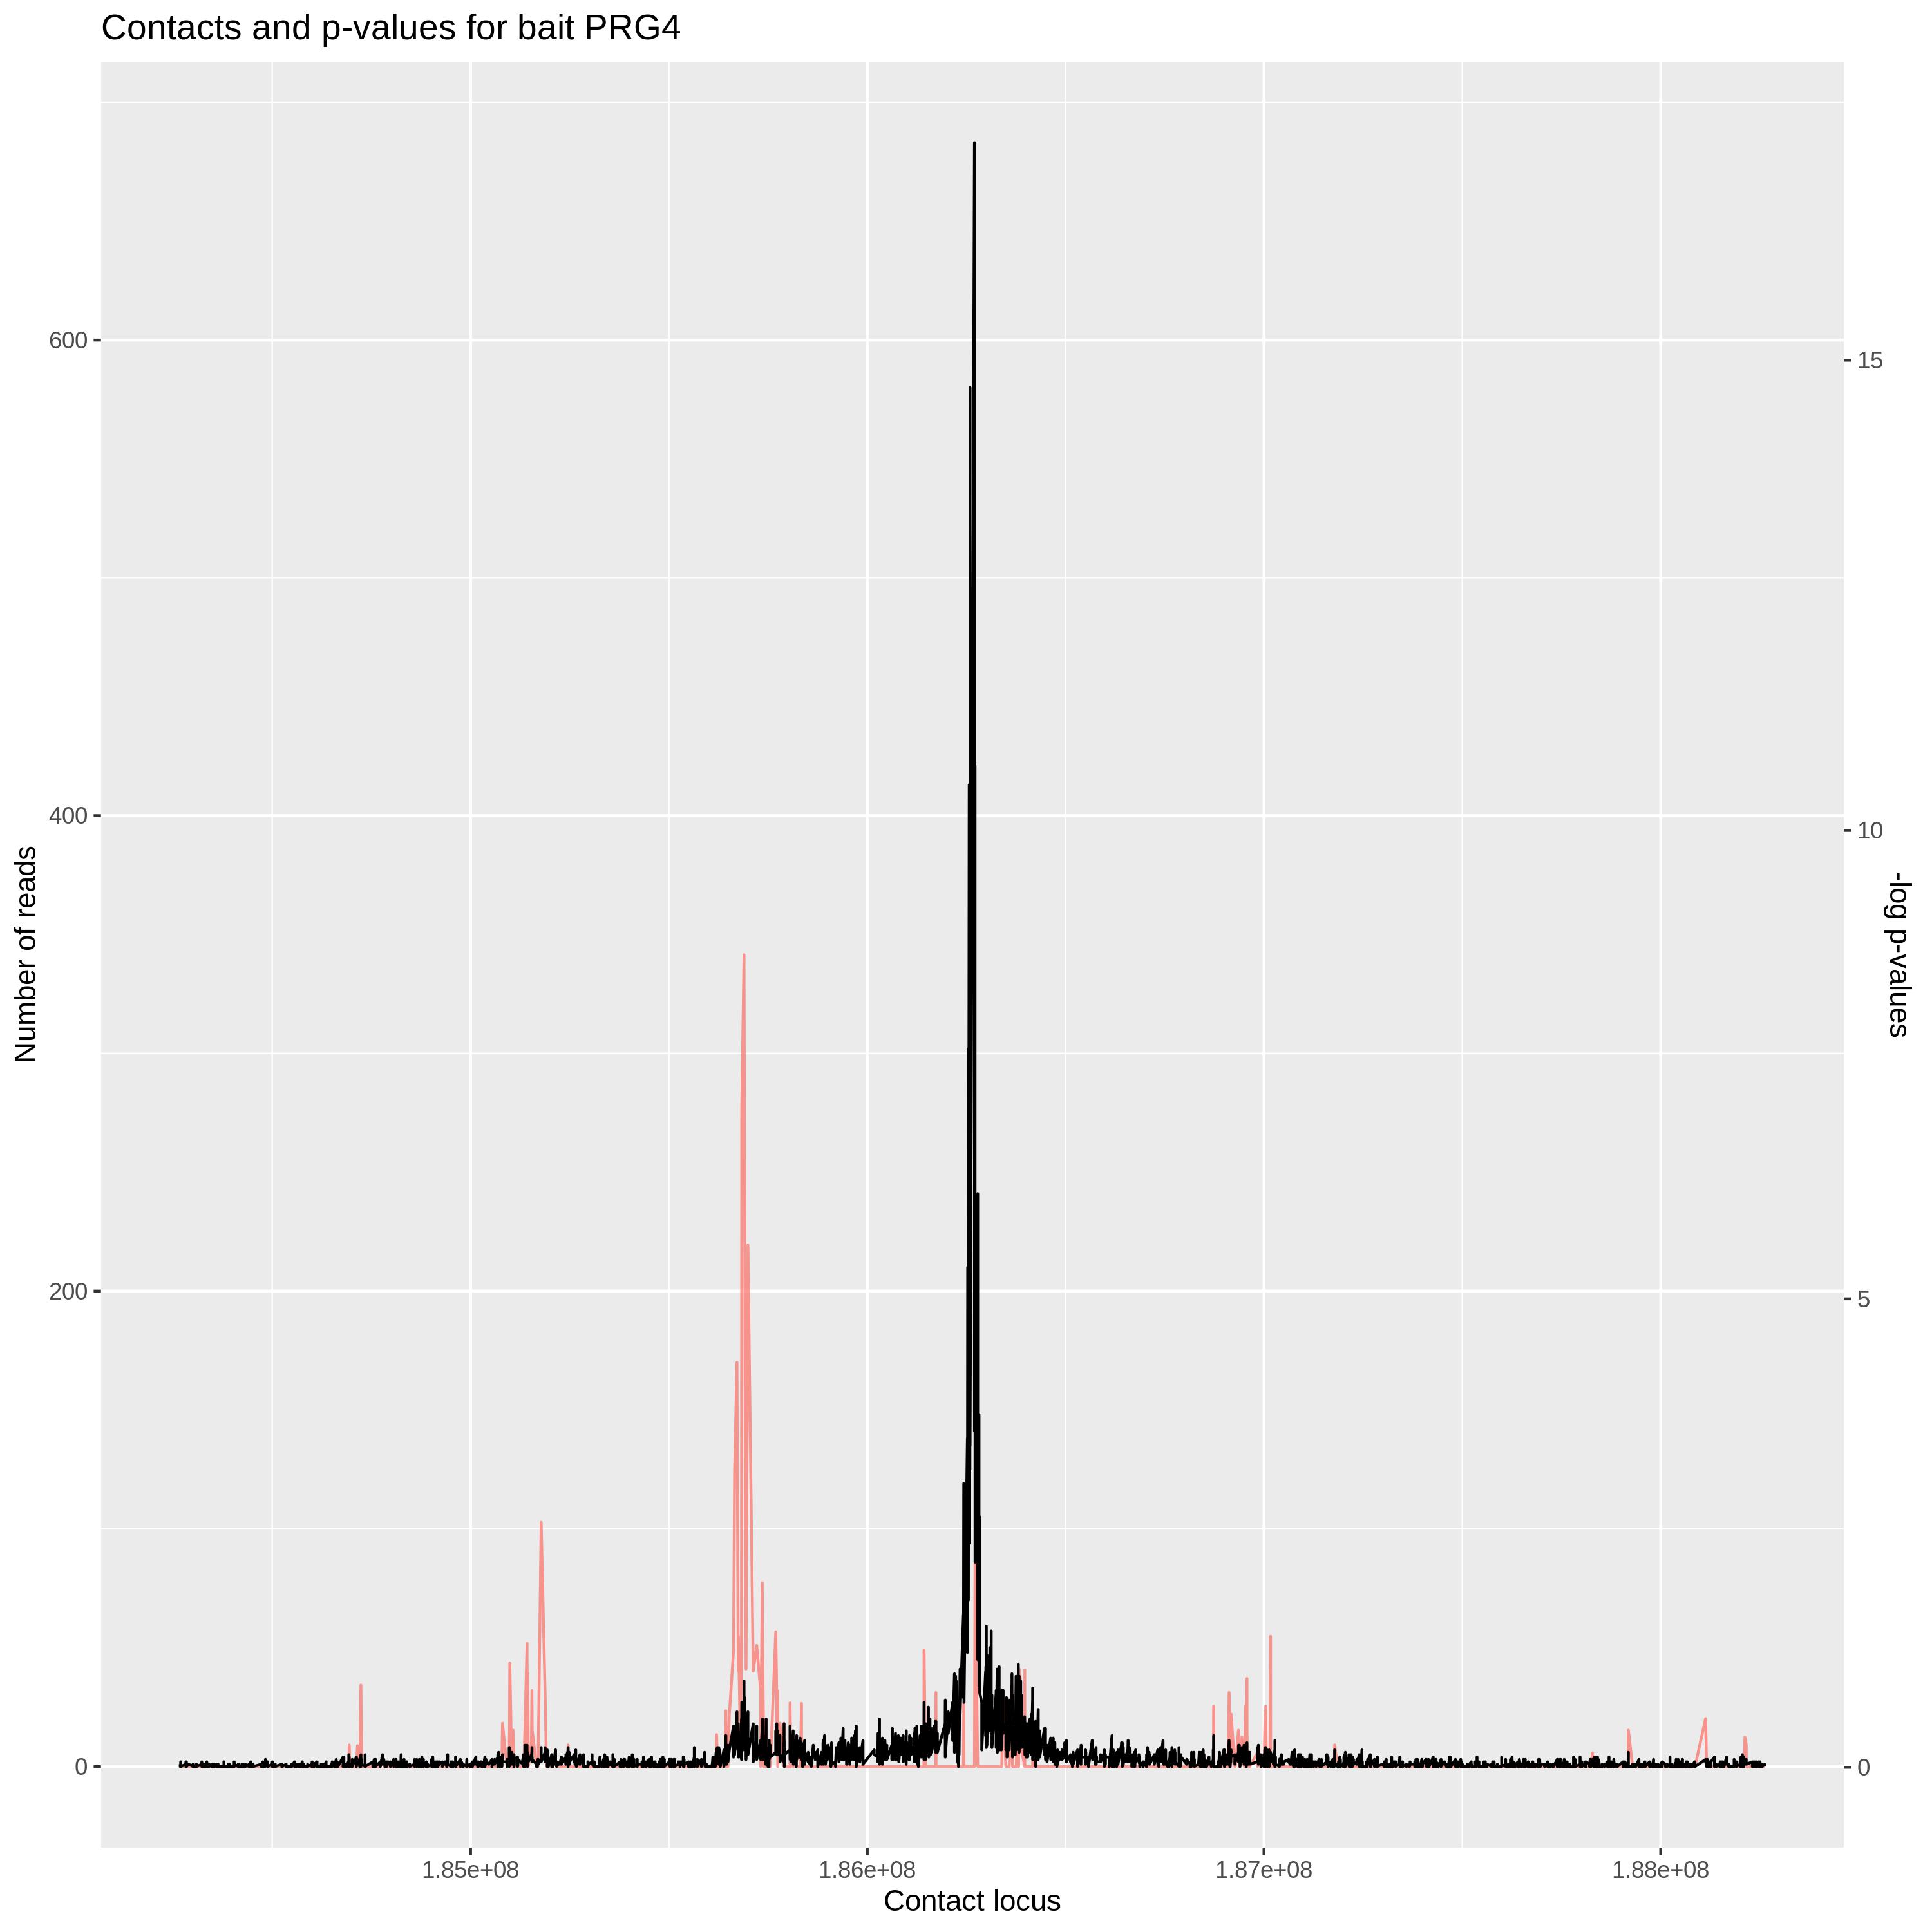 Contacts and p-values for bait PRG4
600
400
200
0
Number of reads
15
10
5
0
-log p-values
1.85e+08
1.86e+08
1.87e+08
1.88e+08
Contact locus